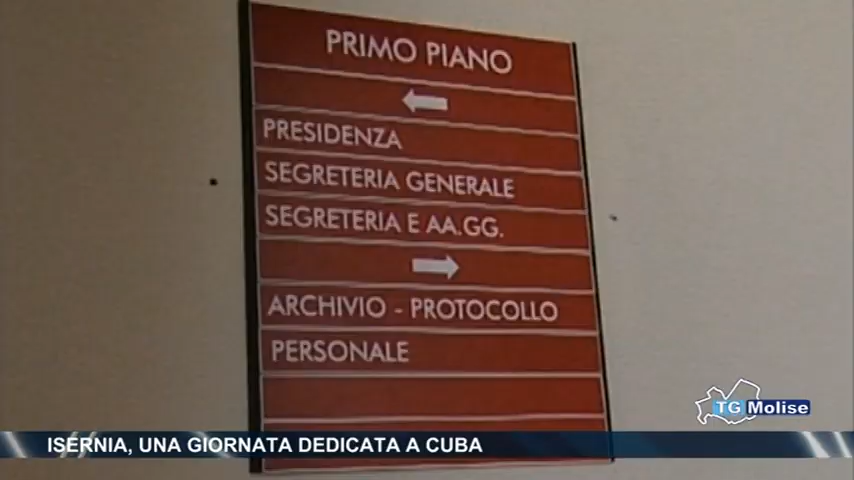 PRIMO PIANO
PRESIDENZA
SEGRETERIA GENERALE
SEGRETERIA E AA.GG.
ARCHIVIO - PROTOCOLLO
PERSONALE
TG Molise
ISERNIA, UNA GIORNATA DEDICATA A CUBA